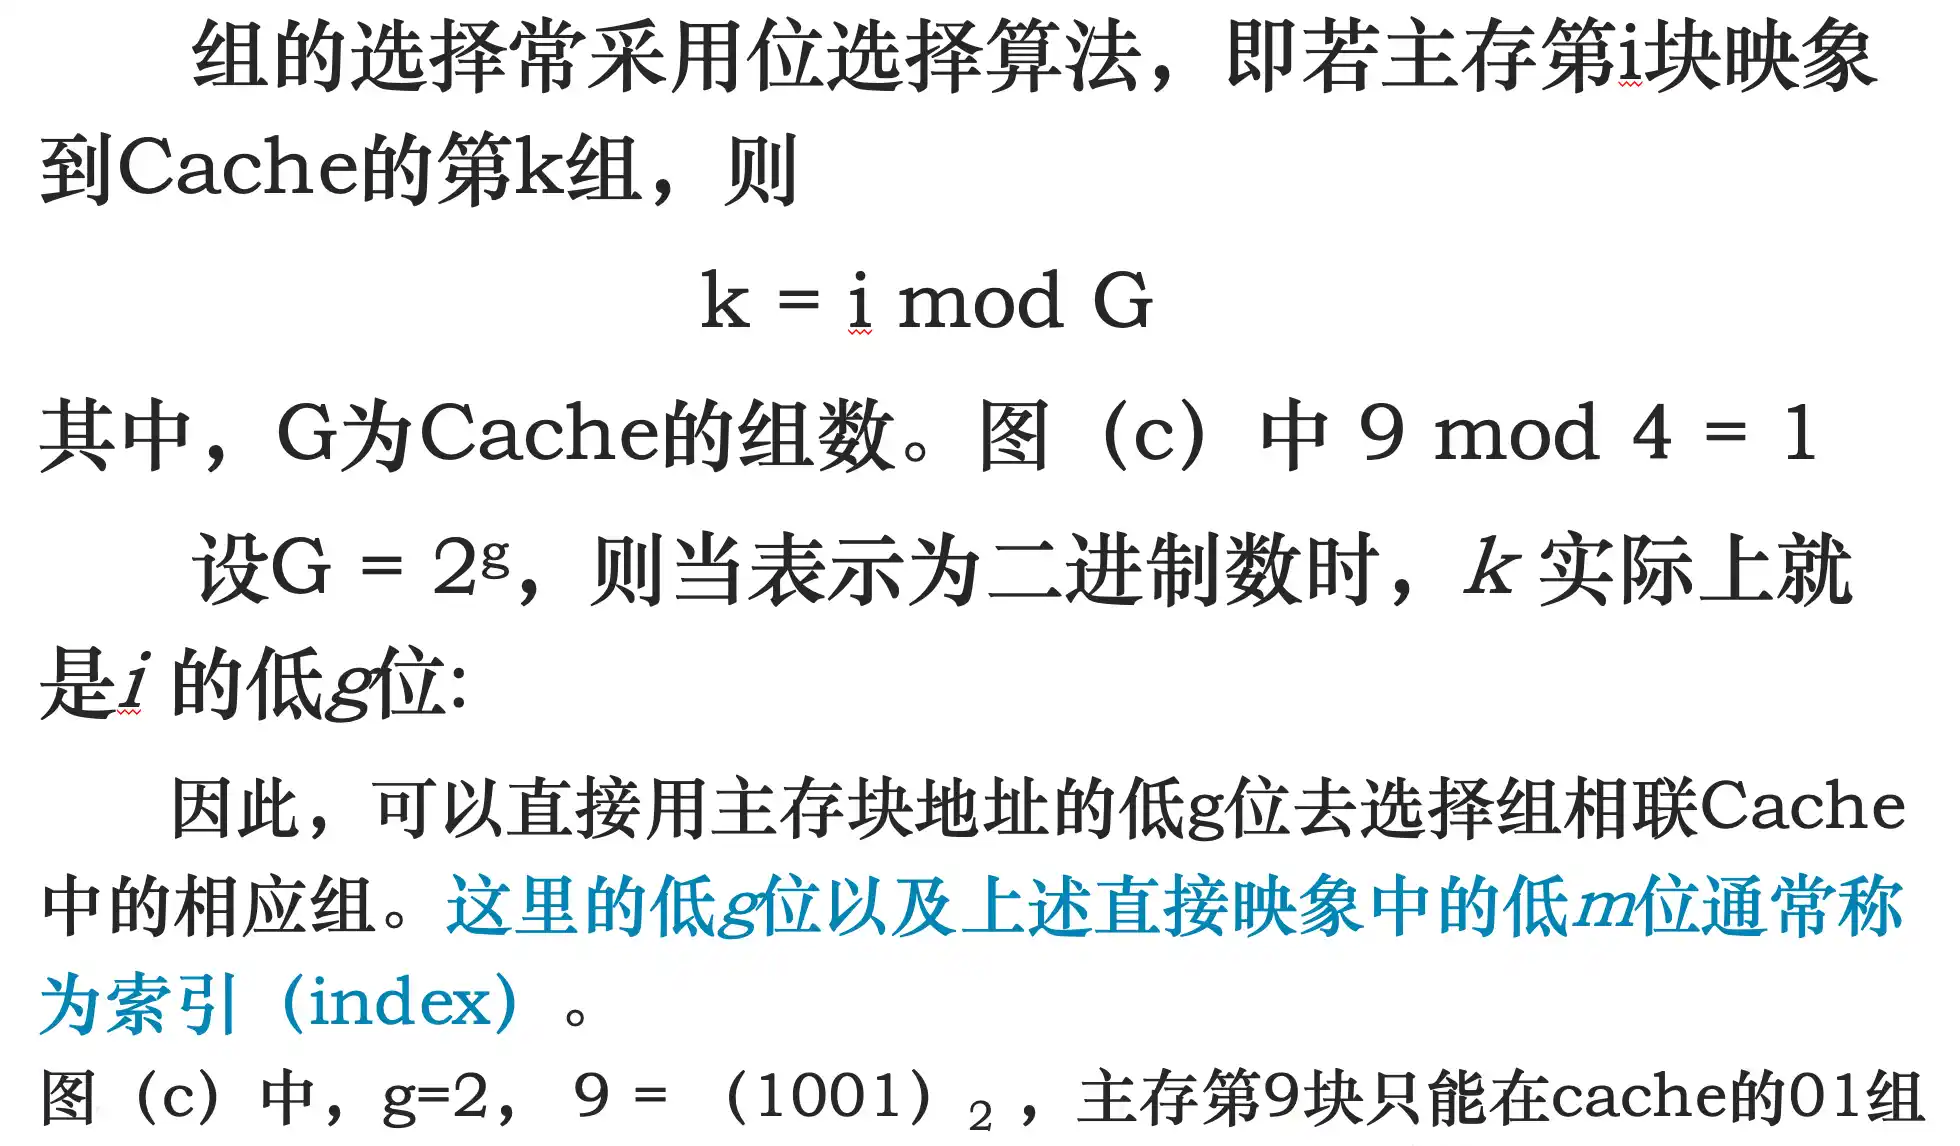 组的选择常采用位选择算法，即若主存第i块映象
到Cache的第k组，则
k = i mod G
其中，G为Cache的组数。图（c）中 9 mod 4 = 1
设G = 2^g，则当表示为二进制数时，k 实际上就
是i 的低g位:
因此，可以直接用主存块地址的低g位去选择组相联Cache
中的相应组。这里的低g位以及上述直接映象中的低m位通常称
为索引（index）。
图（c）中，g=2， 9 = （1001）₂ ，主存第9块只能在cache的01组